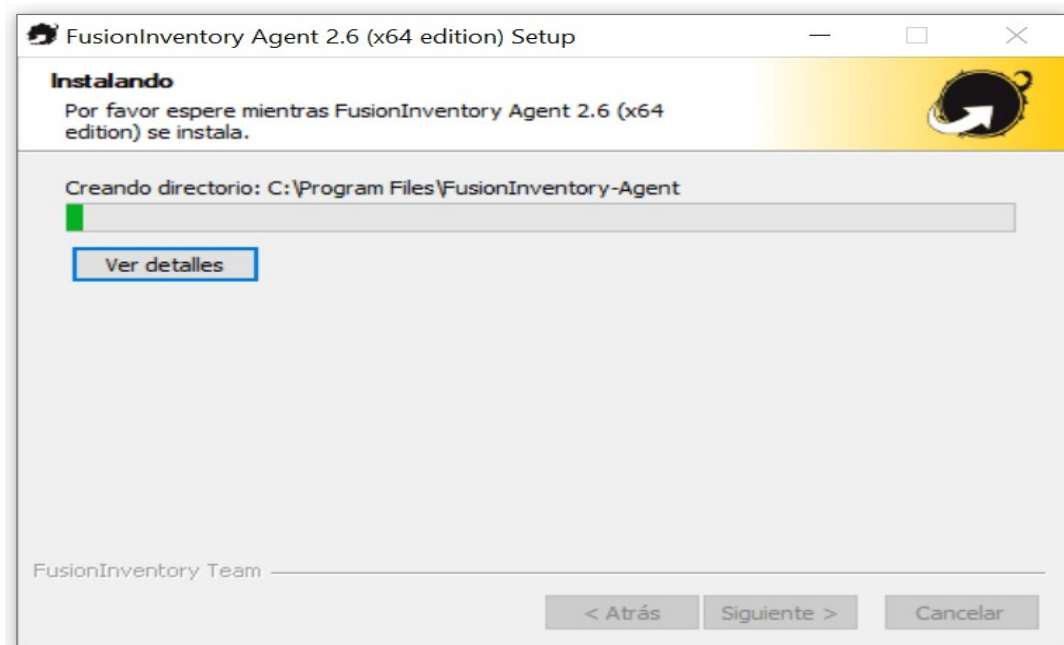 FusionInventory Agent 2.6 (x64 edition) Setup
Instalando
Por favor espere mientras FusionInventory Agent 2.6 (x64
edition) se instala.
Creando directorio: C:\Program Files\FusionInventory-Agent
Ver detalles
FusionInventory Team
< Atrás
Siguiente >
Cancelar